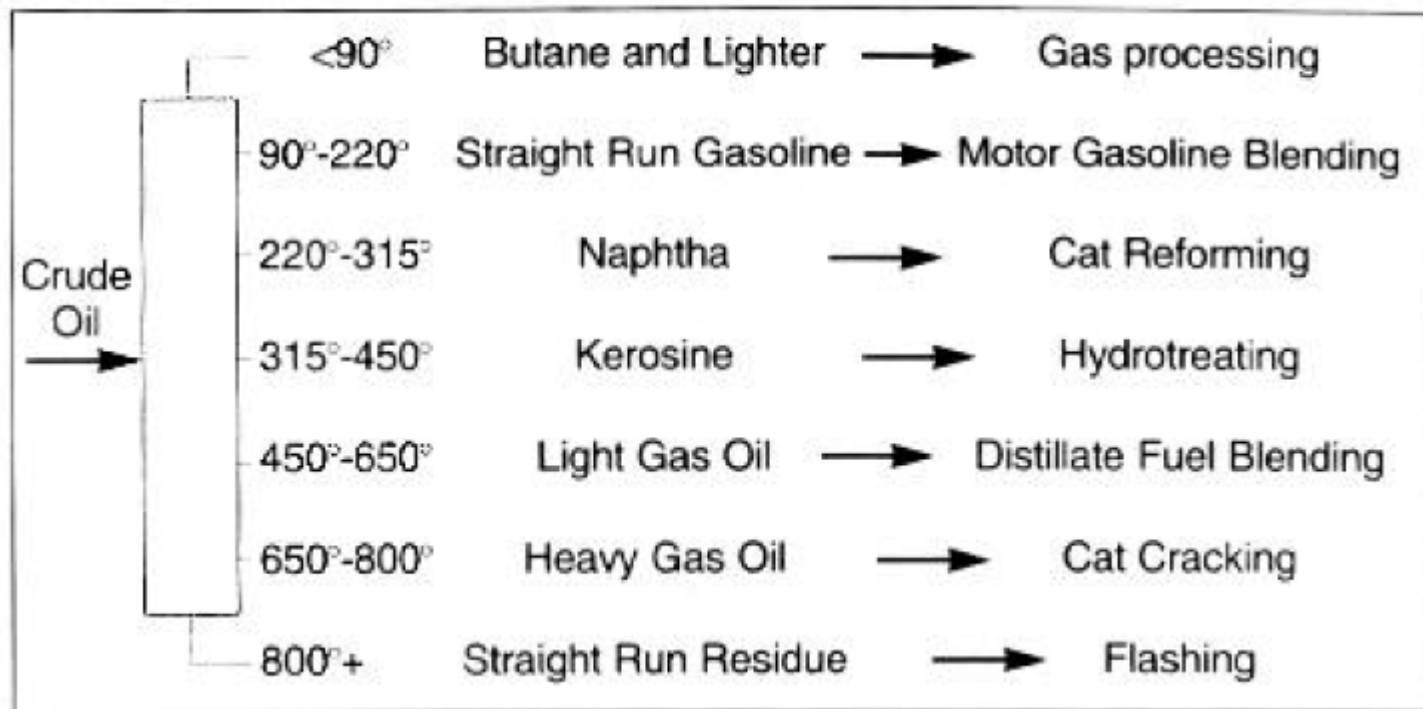 <90° Butane and Lighter Gas processing
90°-220° Straight Run Gasoline Motor Gasoline Blending
220°-315° Naphtha Cat Reforming
Crude
Oil
315°-450° Kerosine Hydrotreating
450°-650° Light Gas Oil Distillate Fuel Blending
650°-800° Heavy Gas Oil Cat Cracking
800°+ Straight Run Residue Flashing